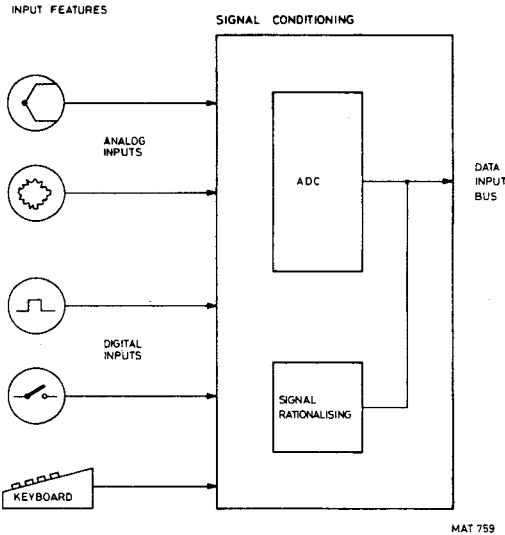 INPUT FEATURES
SIGNAL CONDITIONING
ANALOG
INPUTS
ADC
DATA
INPUT
BUS
DIGITAL
INPUTS
SIGNAL
RATIONALISING
KEYBOARD
MAT 759